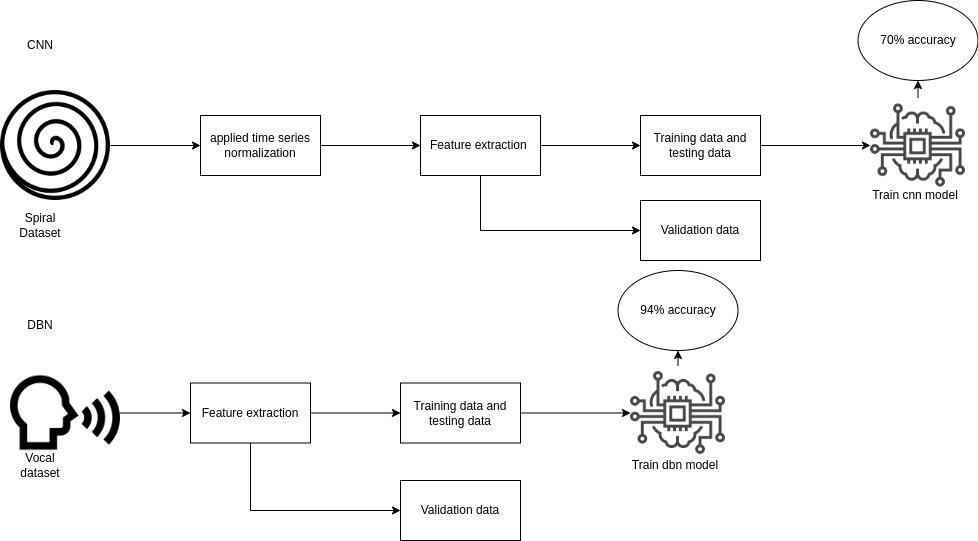 CNN
70% accuracy
applied time series
normalization
Feature extraction
Training data and
testing data
Train cnn model
Spiral
Dataset
Validation data
94% accuracy
DBN
Feature extraction
Training data and
testing data
Vocal
dataset
Train dbn model
Validation data